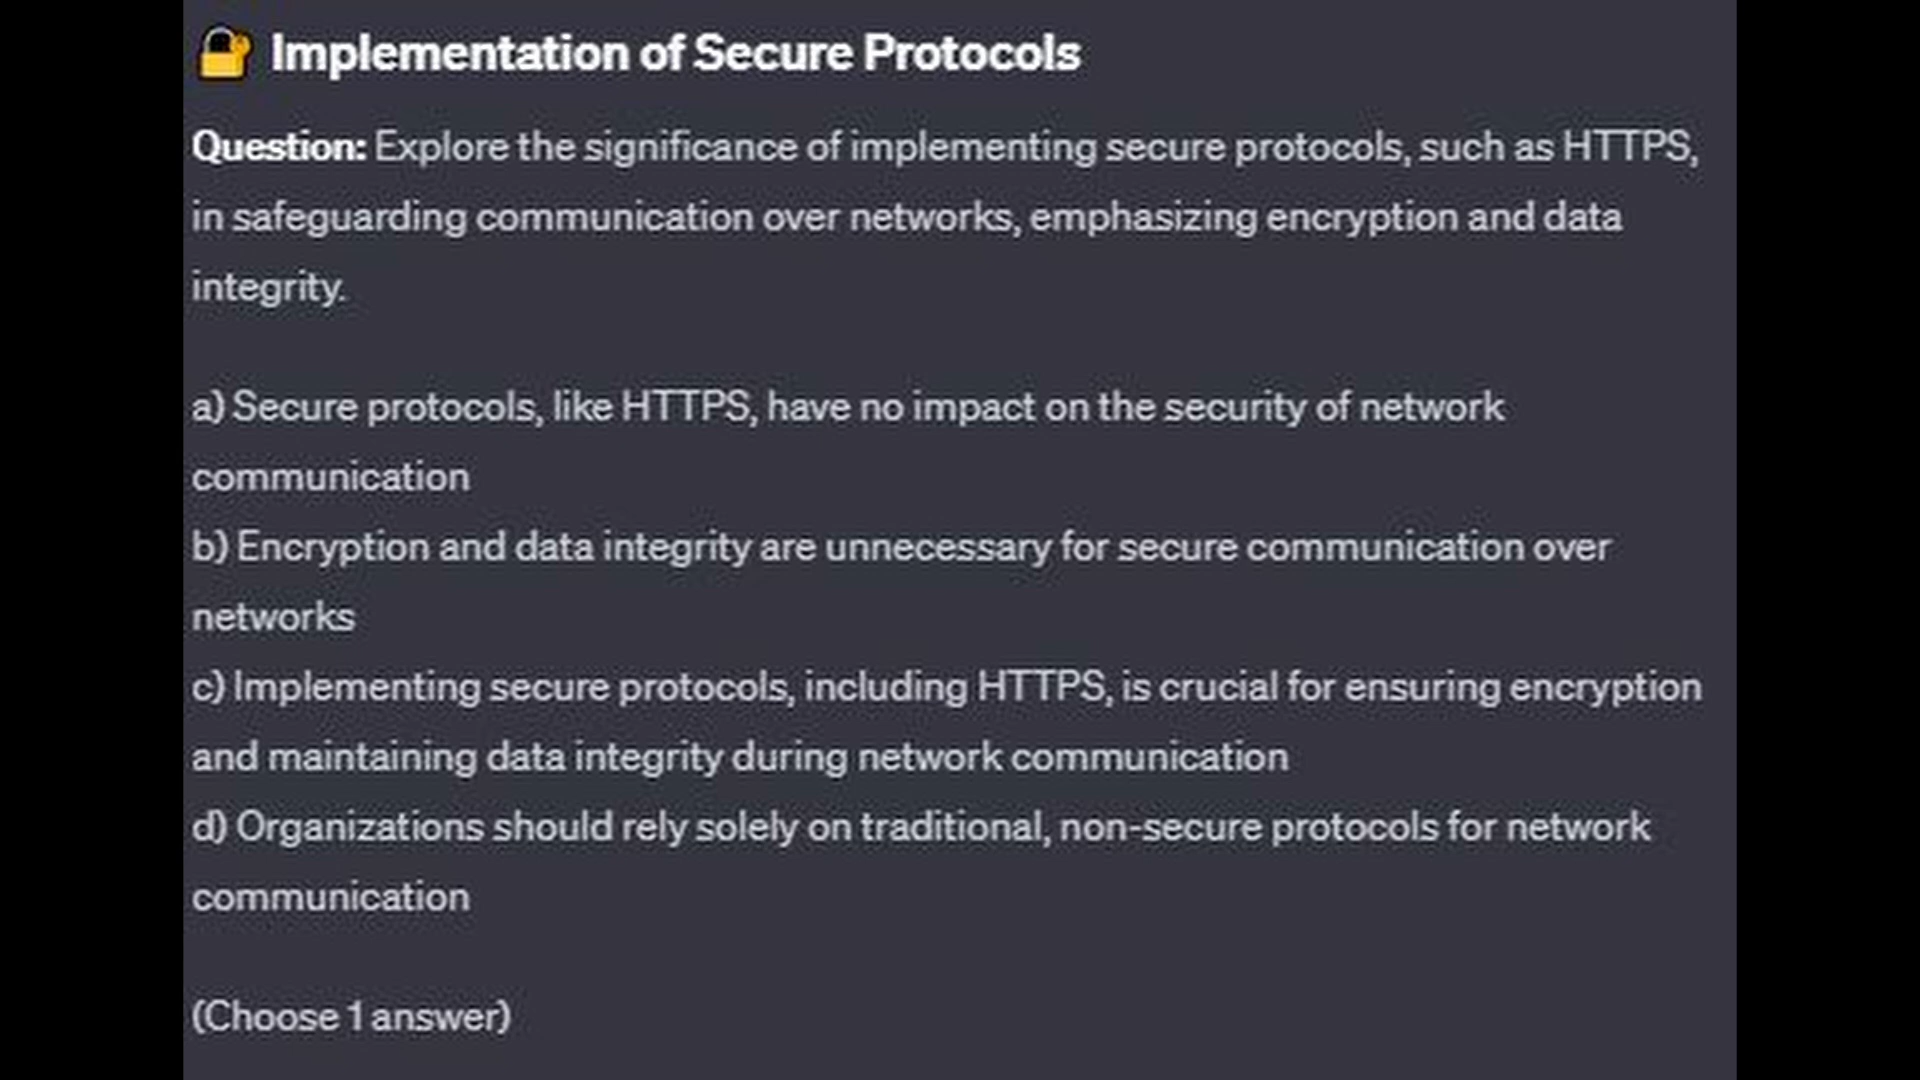 🔐 Implementation of Secure Protocols
Question: Explore the significance of implementing secure protocols, such as HTTPS,
in safeguarding communication over networks, emphasizing encryption and data
integrity.
a) Secure protocols, like HTTPS, have no impact on the security of network
communication
b) Encryption and data integrity are unnecessary for secure communication over
networks
c) Implementing secure protocols, including HTTPS, is crucial for ensuring encryption
and maintaining data integrity during network communication
d) Organizations should rely solely on traditional, non-secure protocols for network
communication
(Choose 1 answer)